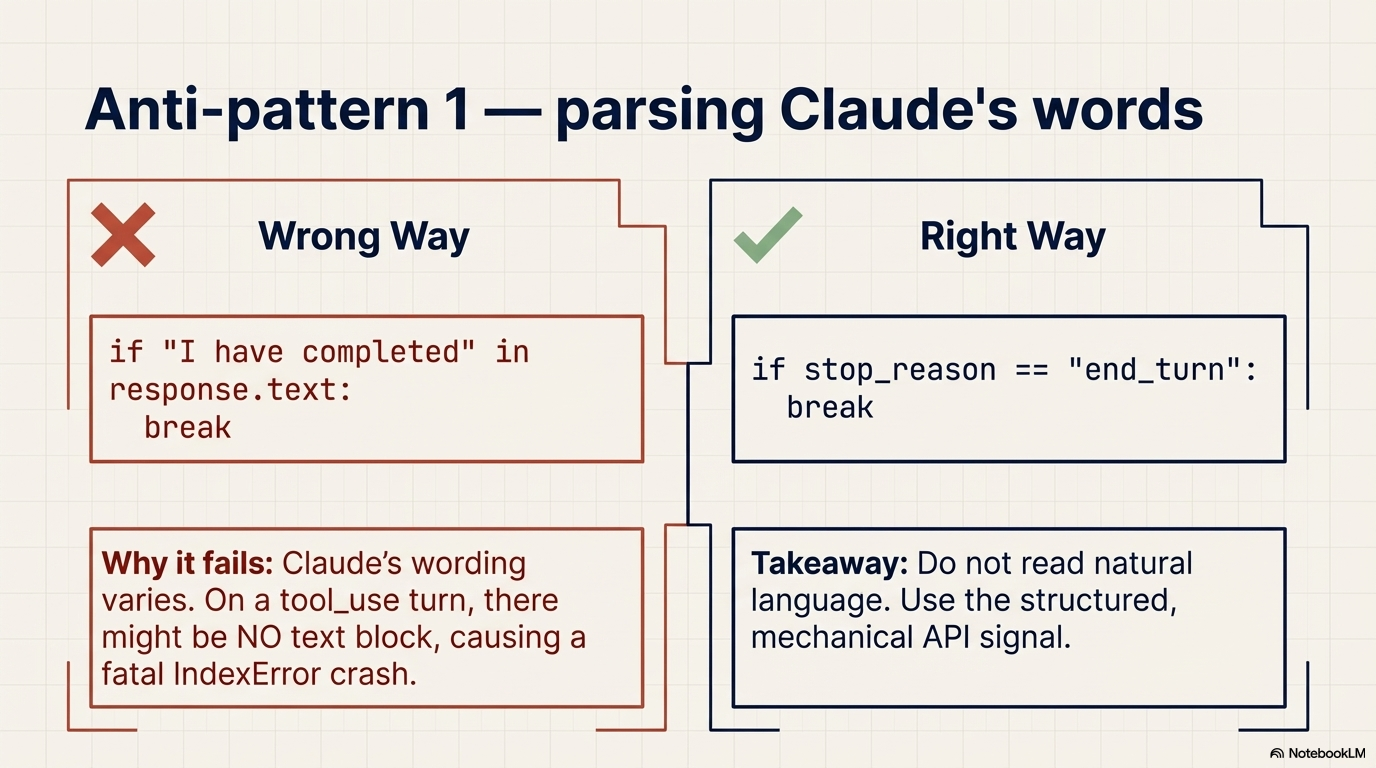 Anti-pattern 1 — parsing Claude's words
Wrong Way
if "I have completed" in
response.text:
  break
Why it fails: Claude’s wording
varies. On a tool_use turn, there
might be NO text block, causing a
fatal IndexError crash.
Right Way
if stop_reason == "end_turn":
  break
Takeaway: Do not read natural
language. Use the structured,
mechanical API signal.
NotebookLM